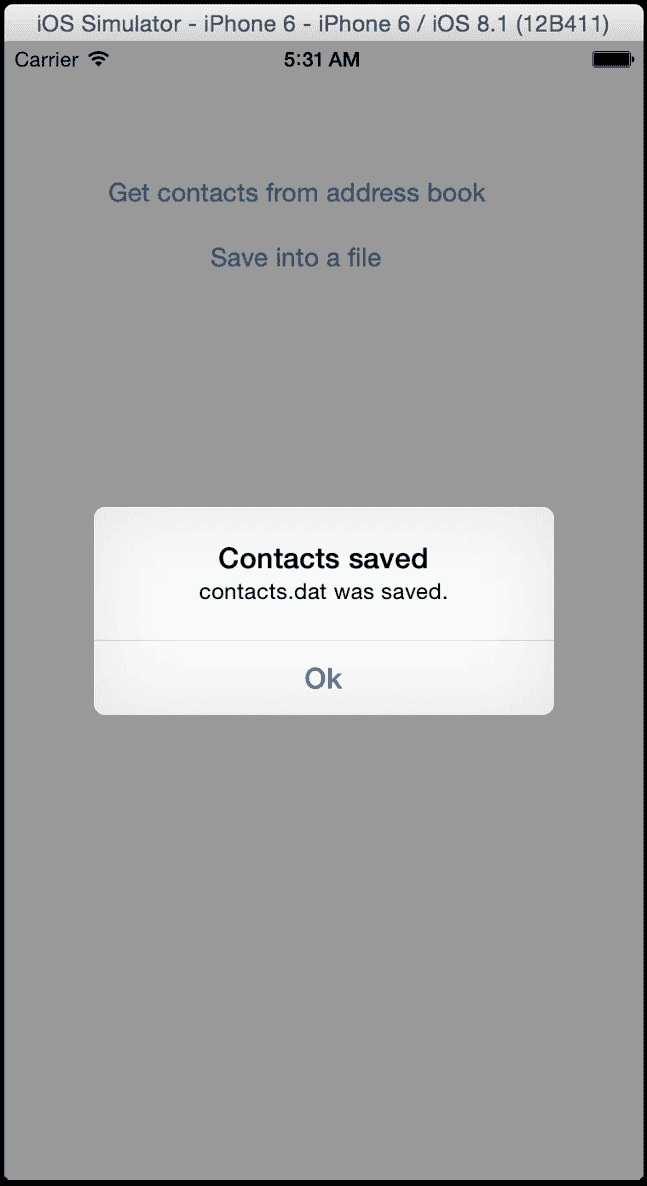 iOS Simulator - iPhone 6 - iPhone 6 / iOS 8.1 (12B411)
Carrier 5:31 AM
Get contacts from address book
Save into a file
Contacts saved
contacts.dat was saved.
Ok